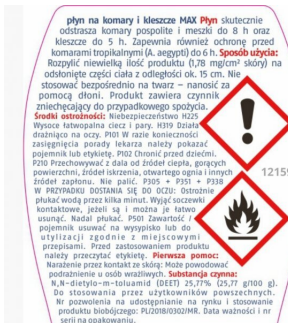 płyn na komary i kleszcze MAX Płyn skutecznie
odstrasza komary pospolite i meszki do 8 h oraz
kleszcze do 5 h. Zapewnia również ochronę przed
komarami tropikalnymi (A. aegypti) do 6 h. Sposób użycia:
Rozpylić niewielką ilość produktu (1,78 mg/cm² skóry) na
odsłonięte części ciała z odległości ok. 15 cm. Nie
stosować bezpośrednio na twarz – nanosić za
pomocą dłoni. Produkt zawiera czynnik
zniechęcający do przypadkowego spożycia.
Środki ostrożności: Niebezpieczeństwo H225
Wysoce łatwopalna ciecz i pary. H319 Działa
drażniąco na oczy. P101 W razie konieczności
zasięgnięcia porady lekarza należy pokazać
pojemnik lub etykietę. P102 Chronić przed dziećmi.
P210 Przechowywać z dala od źródeł ciepła, gorących
powierzchni, źródeł iskrzenia, otwartego ognia i innych
źródeł zapłonu. Nie palić. P305 + P351 + P338
W PRZYPADKU DOSTANIA SIĘ DO OCZU: Ostrożnie
płukać wodą przez kilka minut. Wyjąć soczewki
kontaktowe, jeżeli są i można je łatwo
usunąć. Nadal płukać. P501 Zawartość /
pojemnik usuwać na wysypisko lub do
utylizacji zgodnie z miejscowymi
przepisami. Przed zastosowaniem produktu
należy przeczytać etykietę. Pierwsza pomoc:
Narażenie przez kontakt ze skórą: Może powodować
podrażnienie u osób wrażliwych. Substancja czynna:
N,N-dietylo-m-toluamid (DEET) 25,77% (25,77 g/100 g).
Do stosowania przez użytkowników powszechnych.
Nr pozwolenia na udostępnianie na rynku i stosowanie
produktu biobójczego: PL/2018/0302/MR. Data ważności i nr
serii na opakowaniu.